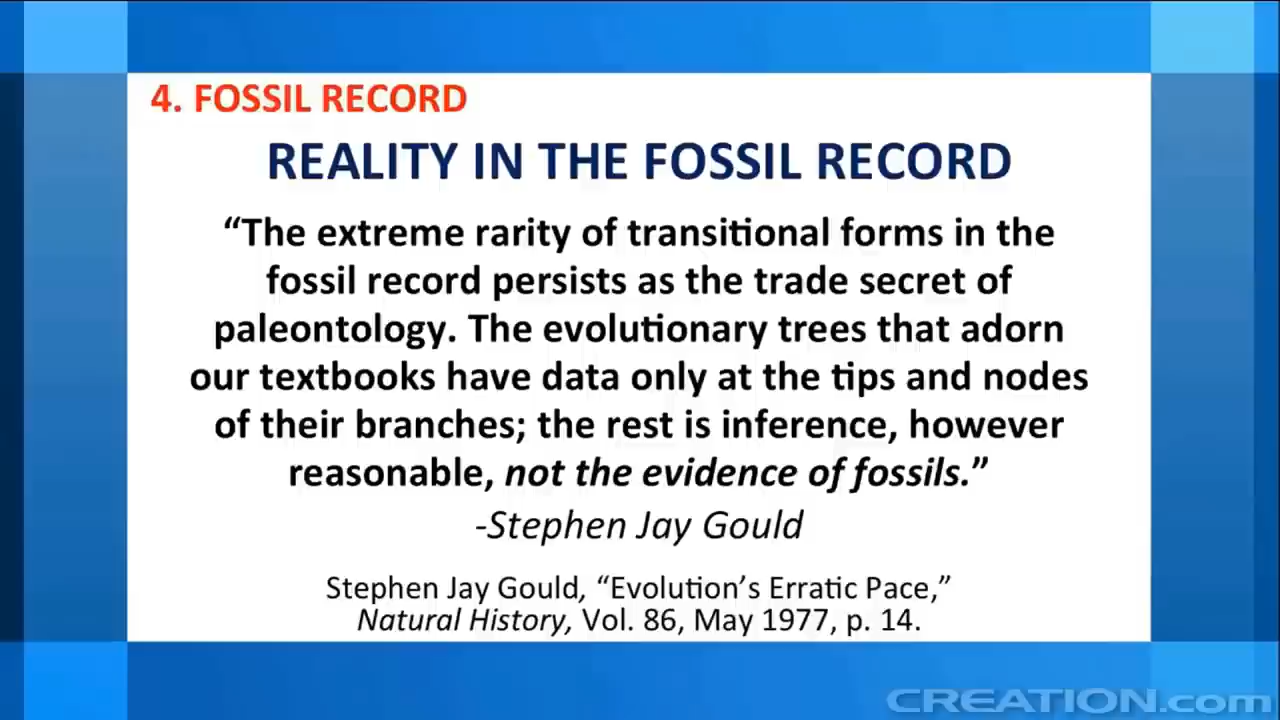 4. FOSSIL RECORD
REALITY IN THE FOSSIL RECORD
“The extreme rarity of transitional forms in the
fossil record persists as the trade secret of
paleontology. The evolutionary trees that adorn
our textbooks have data only at the tips and nodes
of their branches; the rest is inference, however
reasonable, not the evidence of fossils.”
-Stephen Jay Gould
Stephen Jay Gould, “Evolution’s Erratic Pace,”
Natural History, Vol. 86, May 1977, p. 14.
CREATION.com